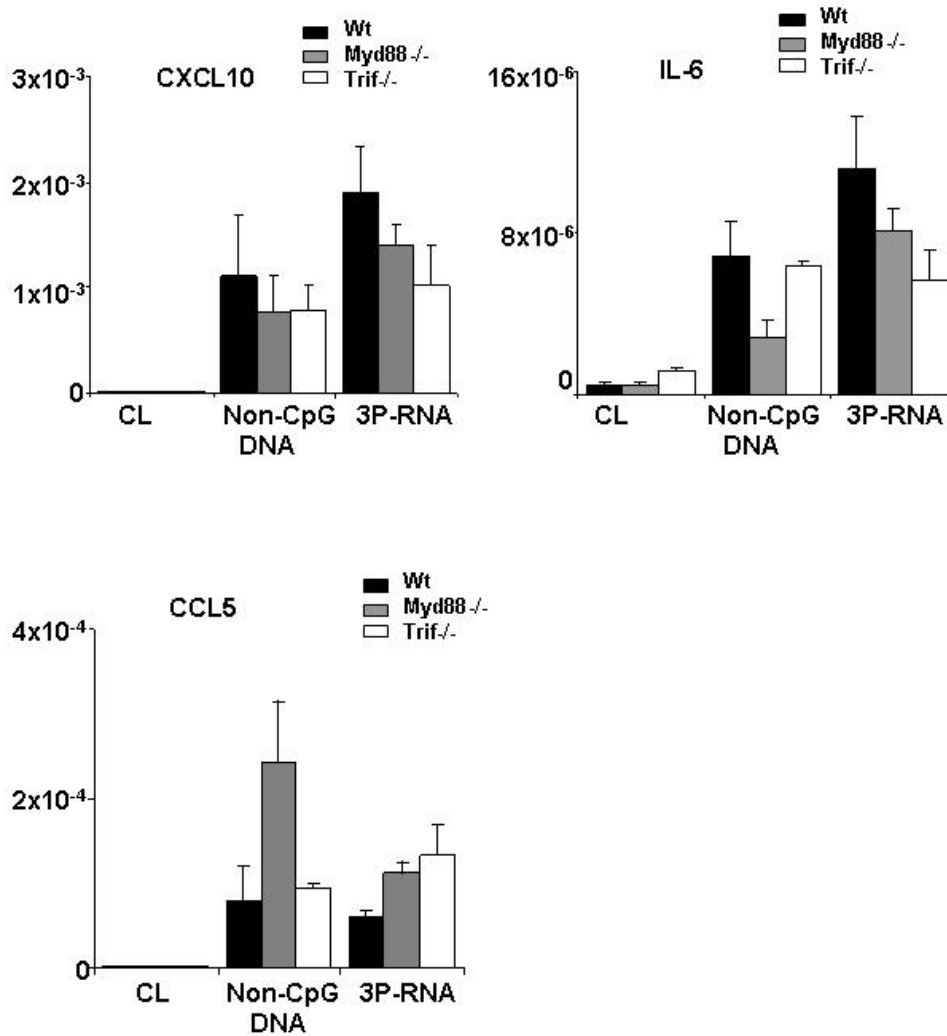 CXCL10
Wt
Myd88-/-
Trif-/-
3x10-3
2x10-3
1x10-3
0
CL
Non-CpG
DNA
3P-RNA
IL-6
Wt
Myd88-/-
Trif-/-
16x10-6
8x10-6
0
CL
Non-CpG
DNA
3P-RNA
CCL5
Wt
Myd88-/-
Trif-/-
4x10-4
2x10-4
0
CL
Non-CpG
DNA
3P-RNA